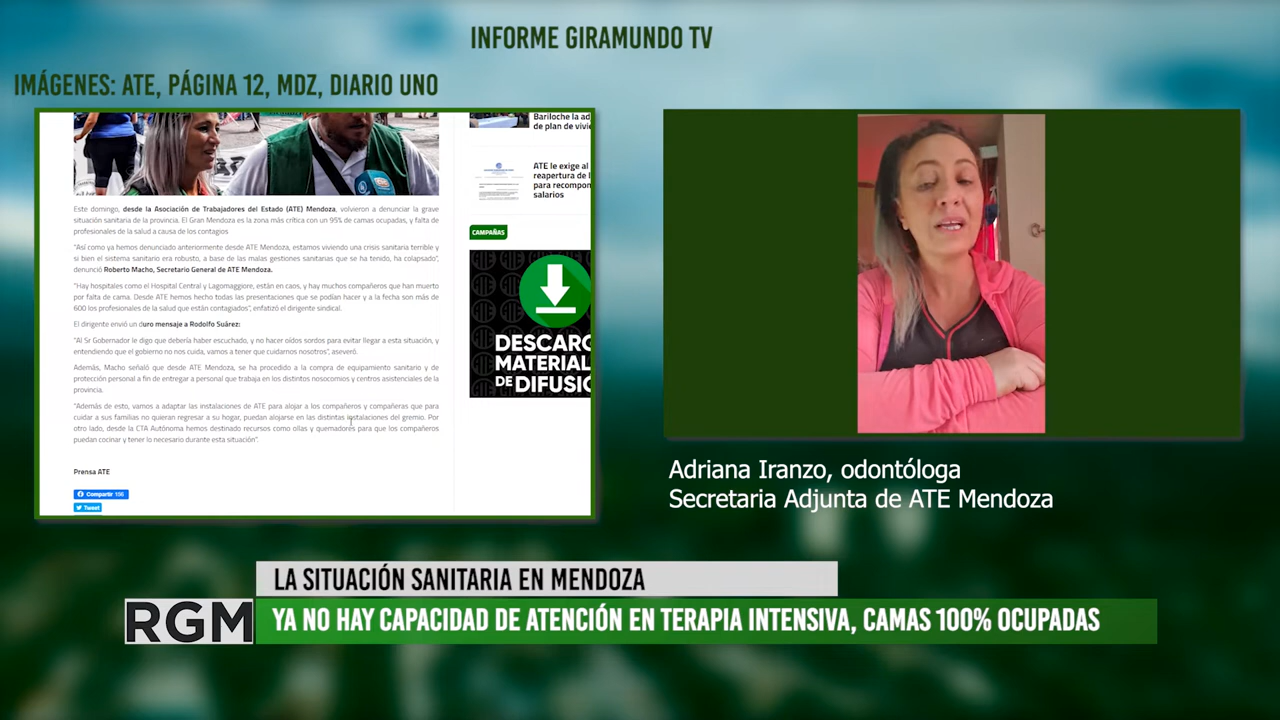 INFORME GIRAMUNDO TV
IMÁGENES: ATE, PÁGINA 12, MDZ, DIARIO UNO
Bariloche la ad
de plan de vivi
ATE le exige al
reapertura de l
para recompon
salarios
CAMPAÑAS
DESCARG
MATERIAL
DE DIFUSIO
Este domingo, desde la Asociación de Trabajadores del Estado (ATE) Mendoza, volvieron a denunciar la grave
situación sanitaria de la provincia. El Gran Mendoza es la zona más crítica con un 95% de camas ocupadas, y falta de
profesionales de la salud a causa de los contagios
"Así como ya hemos denunciado anteriormente desde ATE Mendoza, estamos viviendo una crisis sanitaria terrible y
si bien el sistema sanitario era robusto, a base de las malas gestiones sanitarias que se ha tenido, ha colapsado",
denunció Roberto Macho, Secretario General de ATE Mendoza.
"Hay hospitales como el Hospital Central y Lagomaggiore, están en caos, y hay muchos compañeros que han muerto
por falta de cama. Desde ATE hemos hecho todas las presentaciones que se podían hacer y a la fecha son más de
600 los profesionales de la salud que están contagiados", enfatizó el dirigente sindical.
El dirigente envió un duro mensaje a Rodolfo Suárez:
"Al Sr Gobernador le digo que debería haber escuchado, y no hacer oídos sordos para evitar llegar a esta situación, y
entendiendo que el gobierno no nos cuida, vamos a tener que cuidarnos nosotros", aseveró.
Además, Macho señaló que desde ATE Mendoza, se ha procedido a la compra de equipamiento sanitario y de
protección personal a fin de entregar a personal que trabaja en los distintos nosocomios y centros asistenciales de la
provincia.
"Además de esto, vamos a adaptar las instalaciones de ATE para alojar a los compañeros y compañeras que para
cuidar a sus familias no quieran regresar a su hogar, puedan alojarse en las distintas instalaciones del gremio. Por
otro lado, desde la CTA Autónoma hemos destinado recursos como ollas y quemadores para que los compañeros
puedan cocinar y tener lo necesario durante esta situación".
Prensa ATE
Compartir 156
Tweet
Adriana Iranzo, odontóloga
Secretaria Adjunta de ATE Mendoza
LA SITUACIÓN SANITARIA EN MENDOZA
RGM
YA NO HAY CAPACIDAD DE ATENCIÓN EN TERAPIA INTENSIVA, CAMAS 100% OCUPADAS